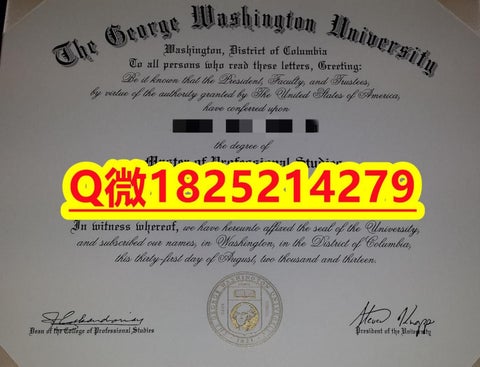 The George Washington University
Washington, District of Columbia
To all persons who read these letters, Greeting:
Be it known that the President, Faculty, and Trustees,
by virtue of the authority granted by The United States of America,
have conferred upon
the degree of
Master of Professional Studies
Q微1825214279
In witness whereof, we have hereunto affixed the seal of the University,
and subscribed our names, in Washington, in the District of Columbia,
this thirty-first day of August, two thousand and thirteen.
Dean of the College of Professional Studies
President of the University